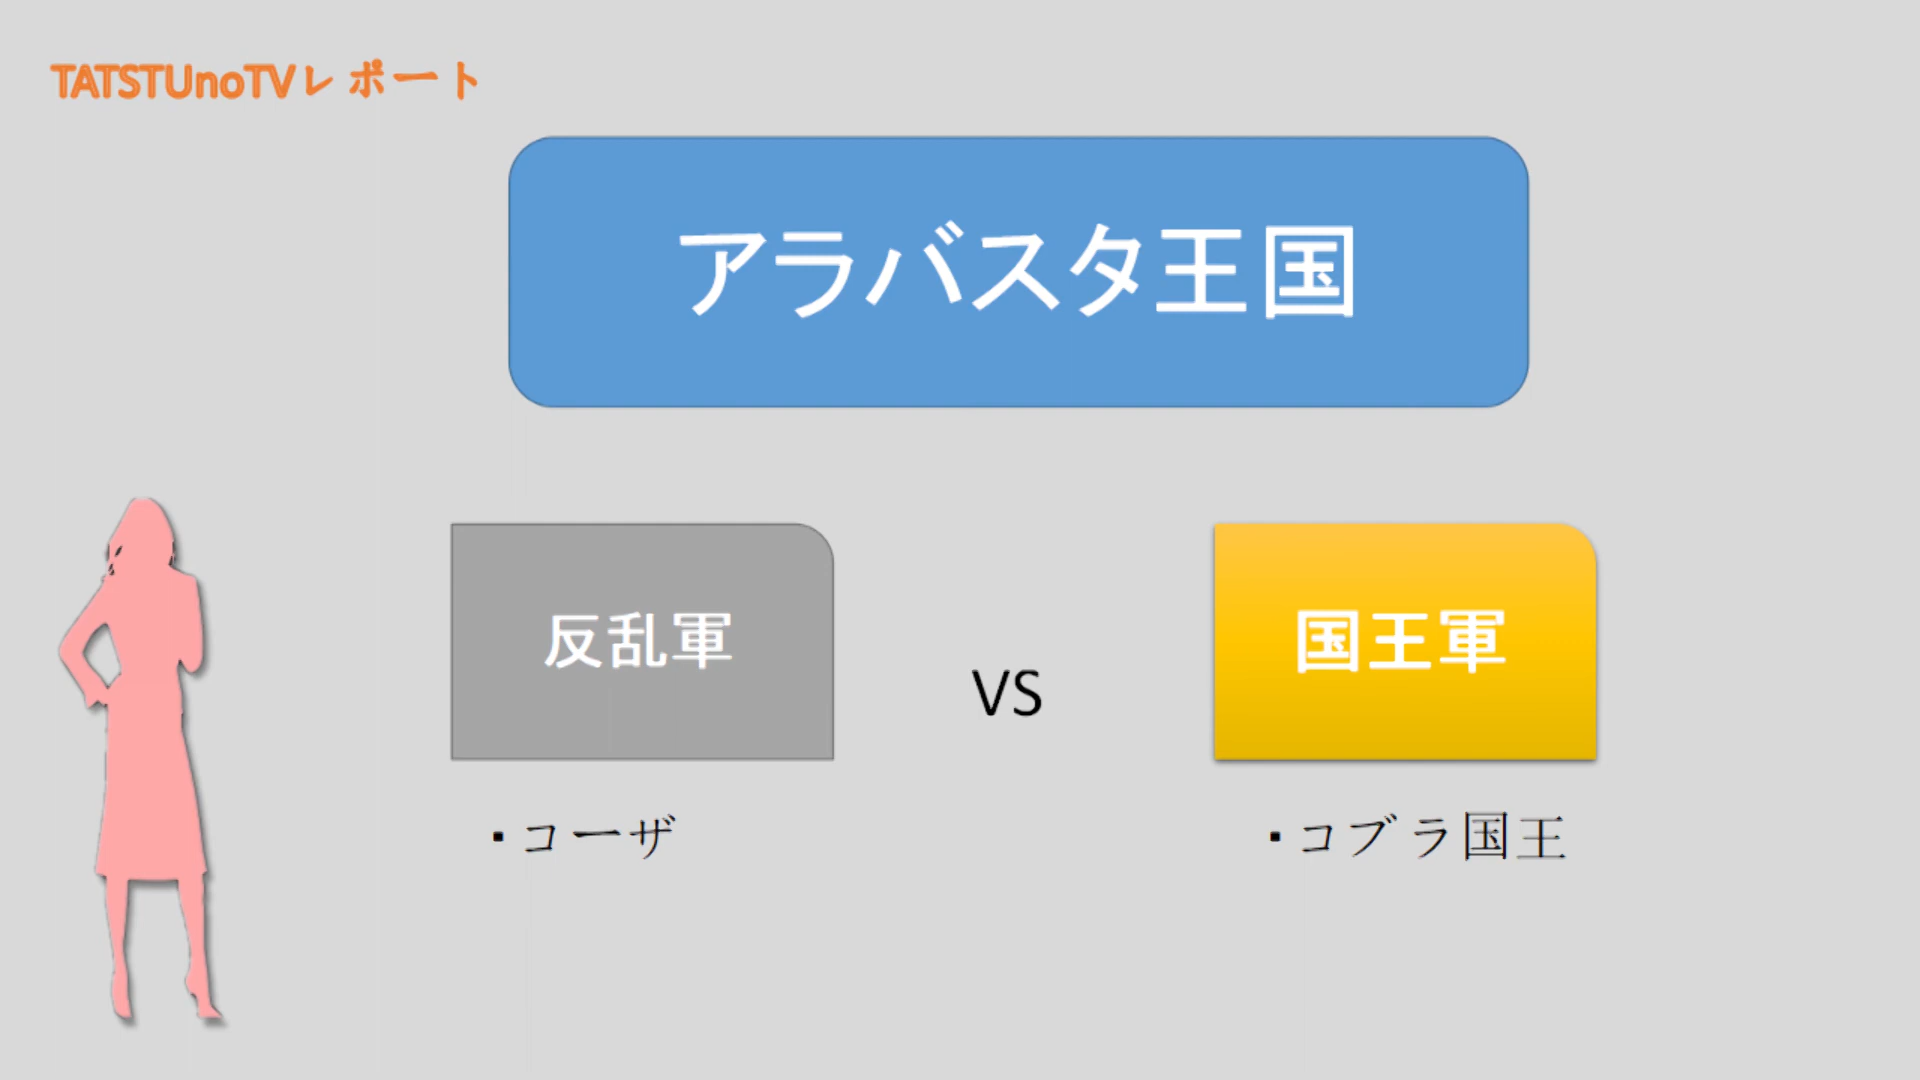 TATSTUnoTVレポート
アラバスタ王国
反乱軍
VS
国王軍
・コーザ
・コブラ国王